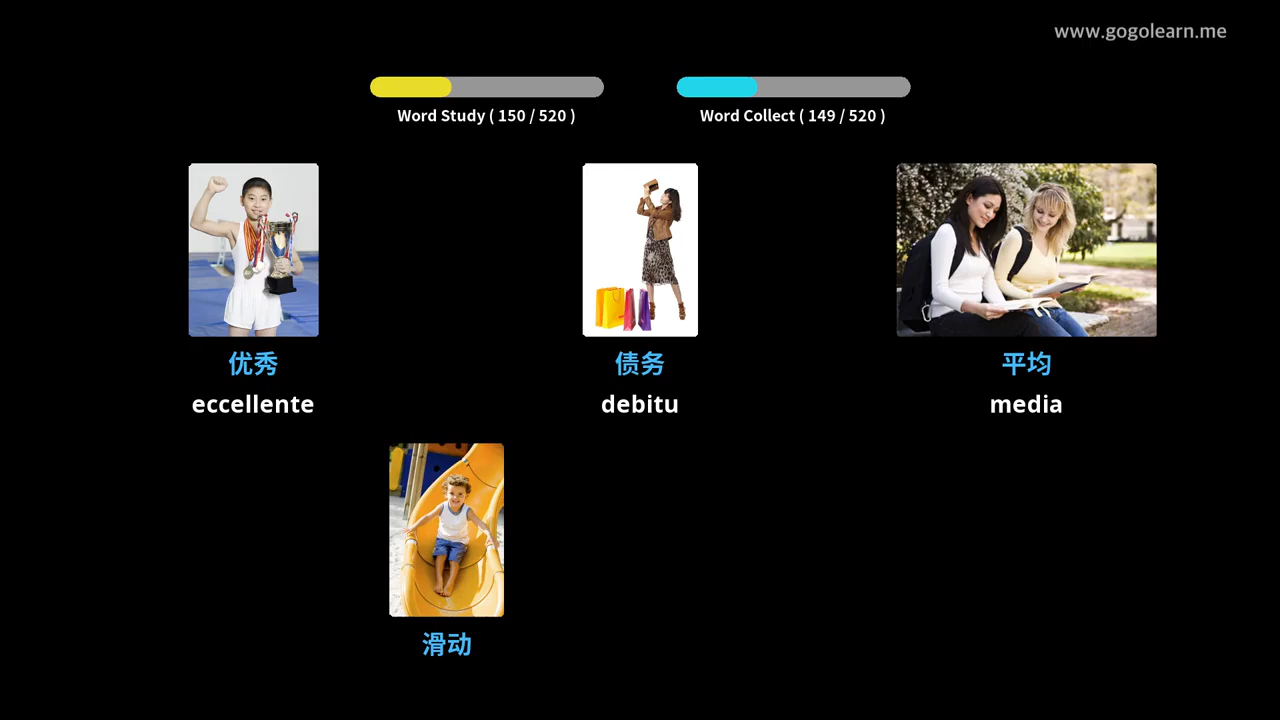 www.gogolearn.me
Word Study ( 150 / 520 )
Word Collect ( 149 / 520 )
优秀
eccellente
债务
debitu
平均
media
滑动